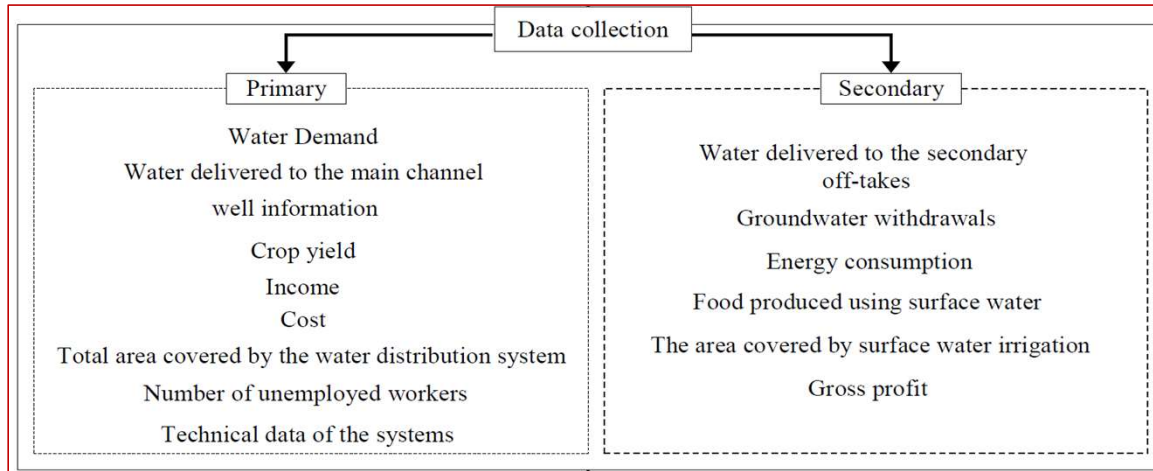 Data collection
Primary
Water Demand
Water delivered to the main channel
well information
Crop yield
Income
Cost
Total area covered by the water distribution system
Number of unemployed workers
Technical data of the systems
Secondary
Water delivered to the secondary
off-takes
Groundwater withdrawals
Energy consumption
Food produced using surface water
The area covered by surface water irrigation
Gross profit